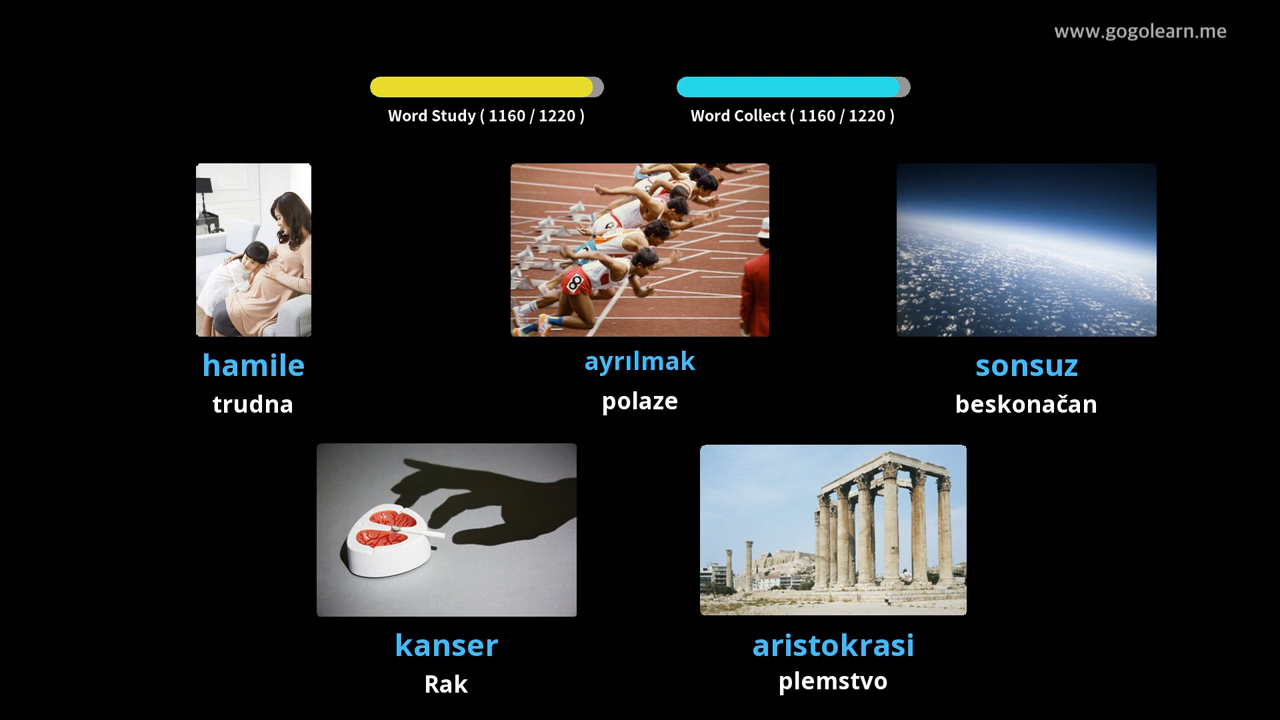 www.gogolearn.me
Word Study ( 1160 / 1220 )
Word Collect ( 1160 / 1220 )
8
hamile
trudna
ayrılmak
polaze
sonsuz
beskonačan
kanser
Rak
aristokrasi
plemstvo